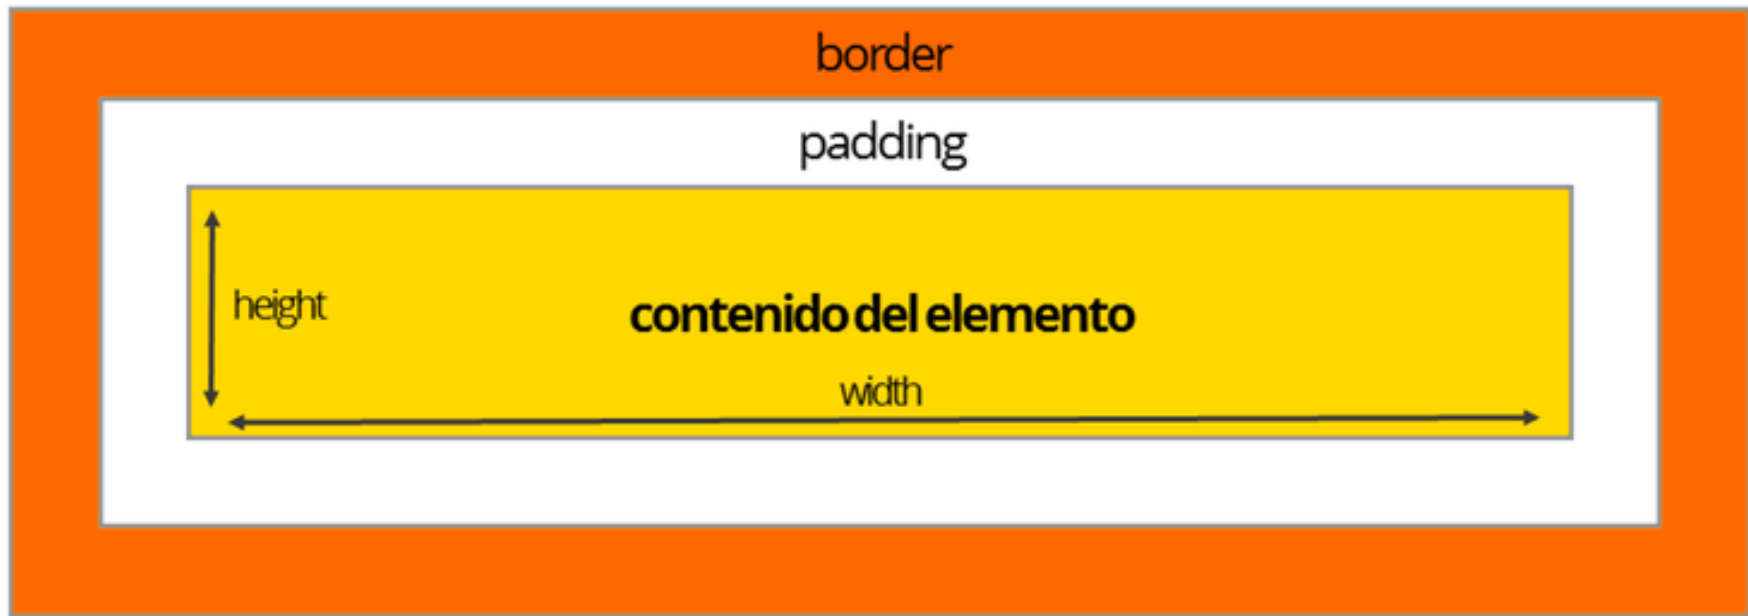 border
padding
height
contenido del elemento
width